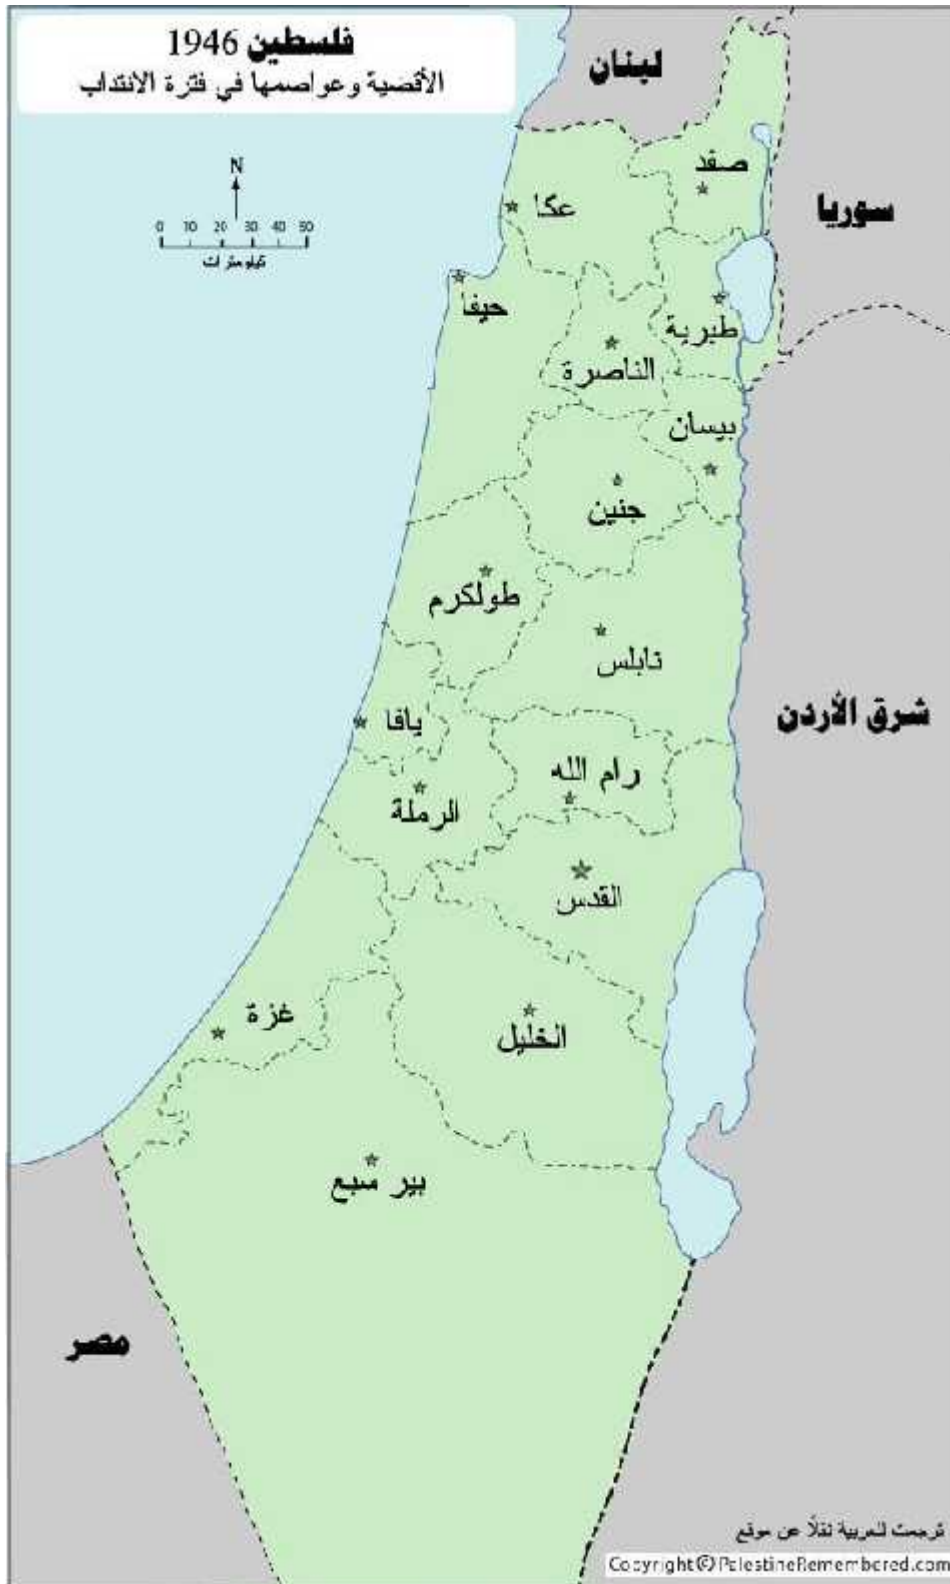 فلسطين 1946
الأقضية وعواصمها في فترة الانتداب
لبنان
صفد
سوريا
عكا
N
0 10 20 30 40 50
كيلومترات
حيفا
طبرية
الناصرة
بيسان
جنين
طولكرم
نابلس
شرق الأردن
يافا
رام الله
الرملة
القدس
غزة
الخليل
بير سبع
مصر
ترجمت للعربية نقلاً عن موقع
Copyright © PalestineRemembered.com